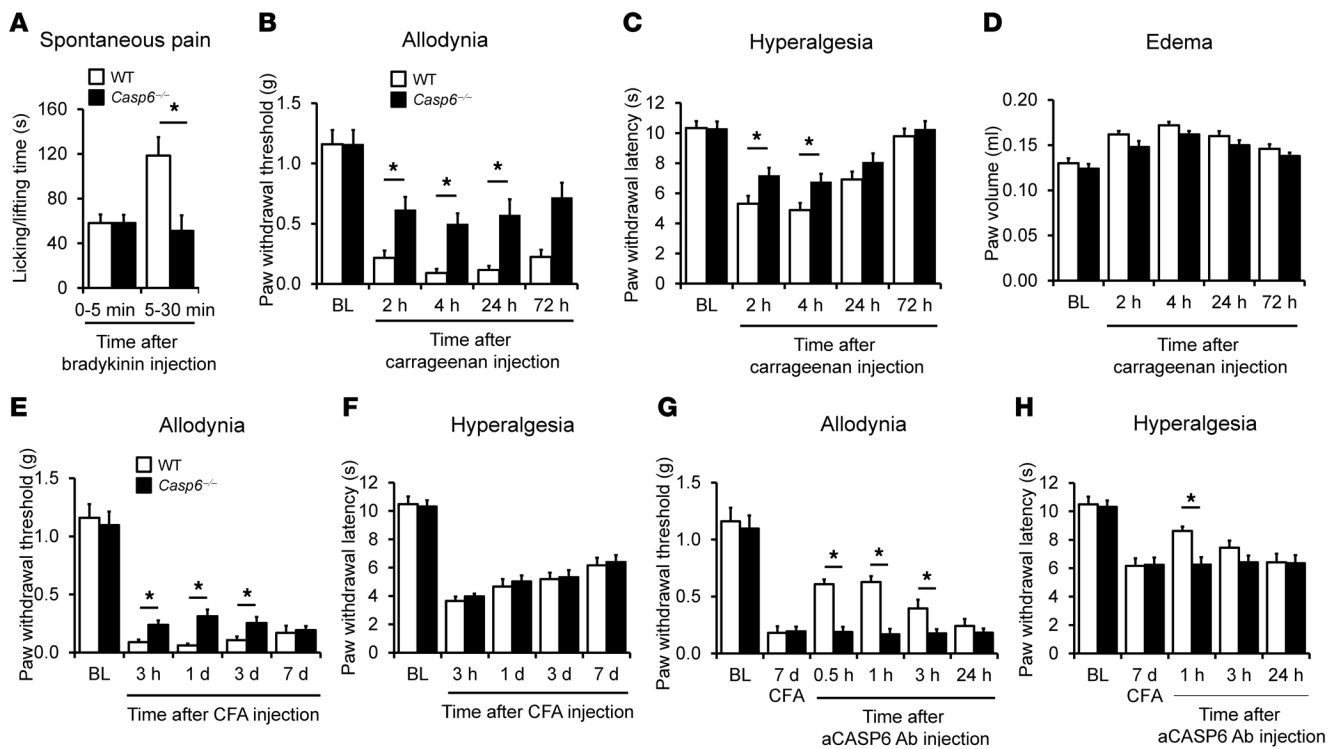 A
Spontaneous pain
WT
Casp6–/–
*
Licking/lifting time (s)
160
120
80
40
0
0-5 min 5-30 min
Time after
bradykinin injection
B
Allodynia
WT
Casp6–/–
Paw withdrawal threshold (g)
1.5
1.0
0.5
0.0
* * *
BL 2 h 4 h 24 h 72 h
Time after
carrageenan injection
C
Hyperalgesia
Paw withdrawal latency (s)
12
10
8
6
4
2
0
* *
BL 2 h 4 h 24 h 72 h
Time after
carrageenan injection
D
Edema
Paw volume (ml)
0.20
0.15
0.10
0.05
0.00
BL 2 h 4 h 24 h 72 h
Time after
carrageenan injection
E
Allodynia
WT
Casp6–/–
Paw withdrawal threshold (g)
1.5
1.0
0.5
0.0
* * *
BL 3 h 1 d 3 d 7 d
Time after CFA injection
F
Hyperalgesia
Paw withdrawal latency (s)
12
10
8
6
4
2
0
BL 3 h 1 d 3 d 7 d
Time after CFA injection
G
Allodynia
Paw withdrawal threshold (g)
1.5
1.0
0.5
0.0
* * *
BL 7 d 0.5 h 1 h 3 h 24 h
CFA
Time after
aCASP6 Ab injection
H
Hyperalgesia
Paw withdrawal latency (s)
12
10
8
6
4
2
0
*
BL 7 d 1 h 3 h 24 h
CFA
Time after
aCASP6 Ab injection